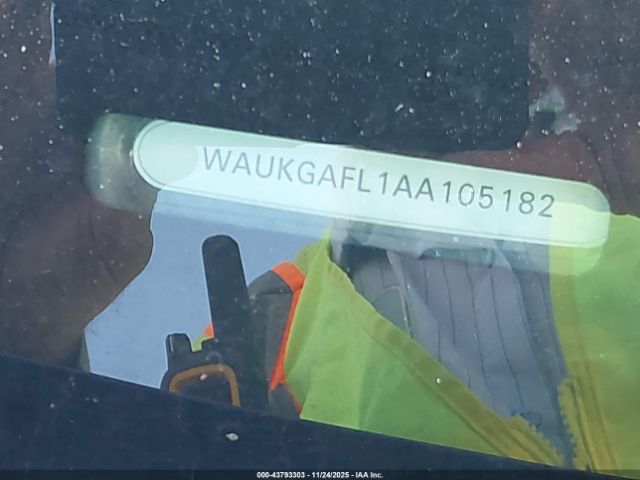 WAUKGAFL1AA105182
000-43793303 - 11/24/2025 - IAA Inc.